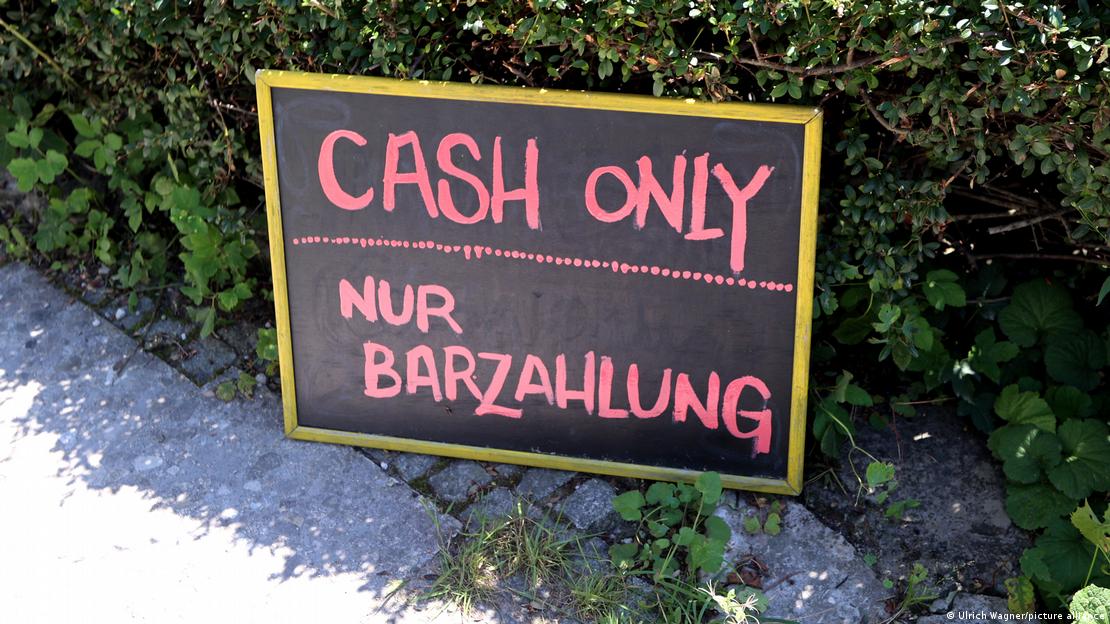 CASH ONLY
NUR
BARZAHLUNG
© Ulrich Wagner/picture alliance